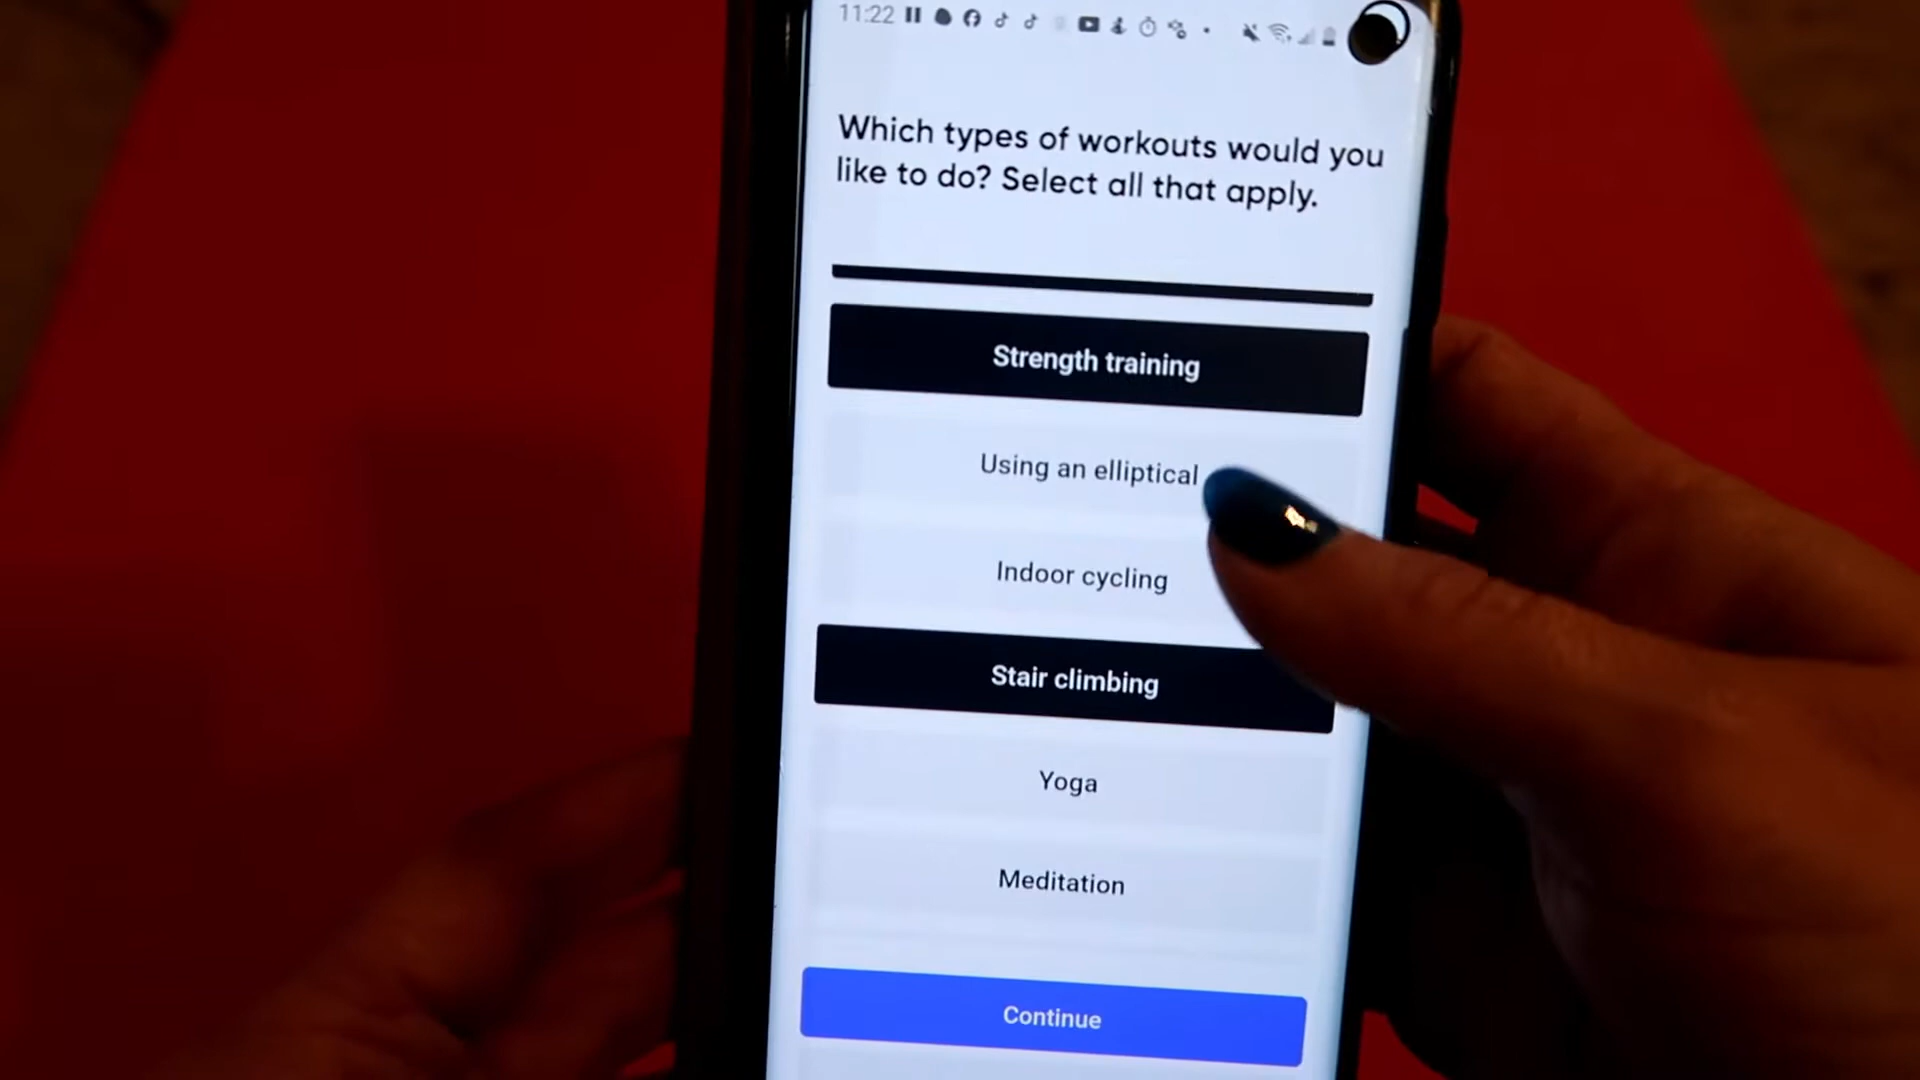 11:22
Which types of workouts would you
like to do? Select all that apply.
Strength training
Using an elliptical
Indoor cycling
Stair climbing
Yoga
Meditation
Continue